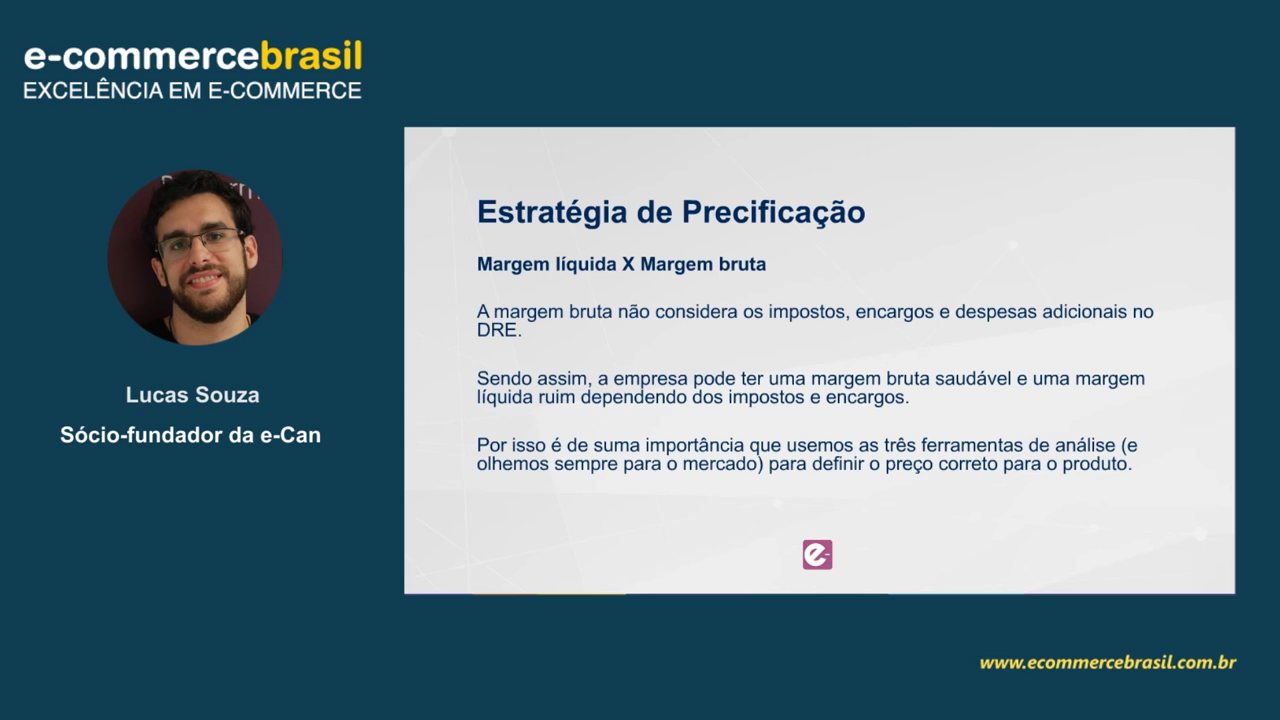 e-commercebrasil
EXCELÊNCIA EM E-COMMERCE
Lucas Souza
Sócio-fundador da e-Can
Estratégia de Precificação
Margem líquida X Margem bruta
A margem bruta não considera os impostos, encargos e despesas adicionais no
DRE.
Sendo assim, a empresa pode ter uma margem bruta saudável e uma margem
líquida ruim dependendo dos impostos e encargos.
Por isso é de suma importância que usemos as três ferramentas de análise (e
olhemos sempre para o mercado) para definir o preço correto para o produto.
e-
www.ecommercebrasil.com.br